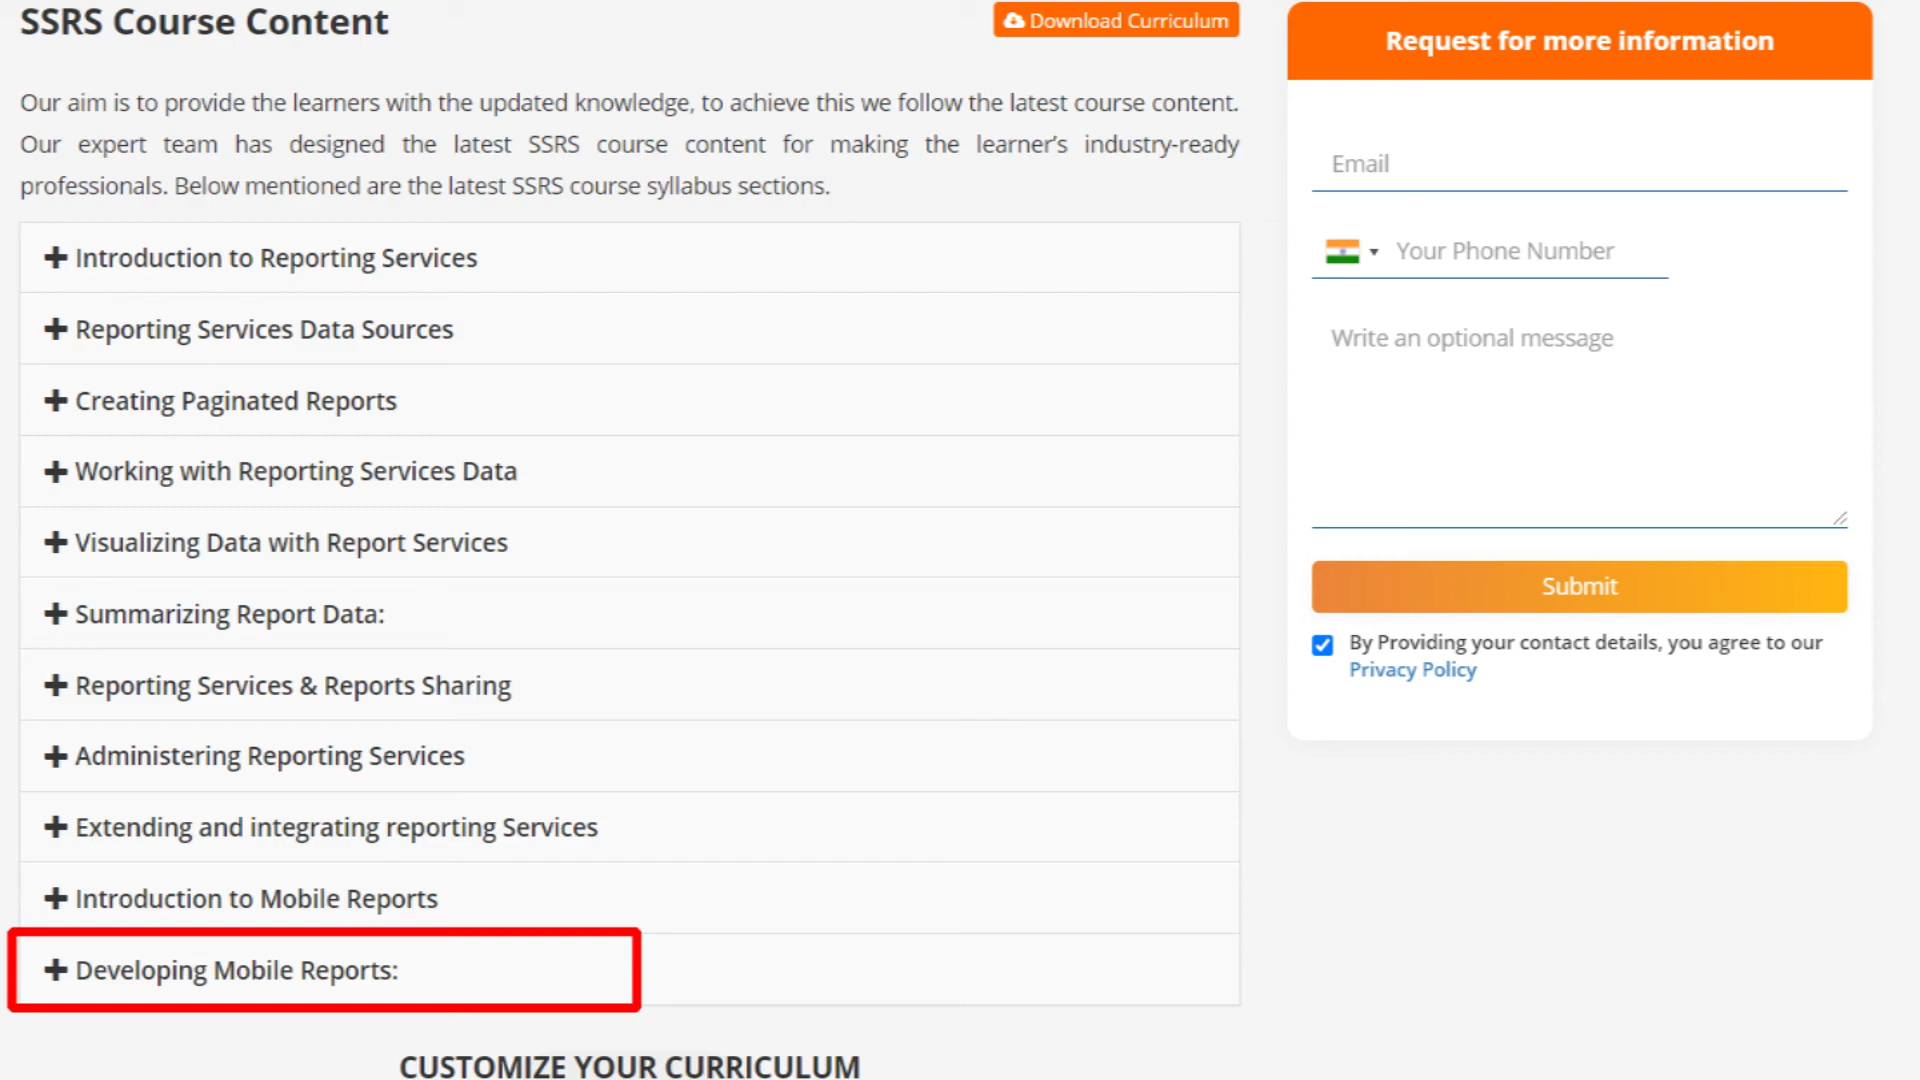 SSRS Course Content
Download Curriculum
Our aim is to provide the learners with the updated knowledge, to achieve this we follow the latest course content.
Our expert team has designed the latest SSRS course content for making the learner's industry-ready
professionals. Below mentioned are the latest SSRS course syllabus sections.
Introduction to Reporting Services
Reporting Services Data Sources
Creating Paginated Reports
Working with Reporting Services Data
Visualizing Data with Report Services
Summarizing Report Data:
Reporting Services & Reports Sharing
Administering Reporting Services
Extending and integrating reporting Services
Introduction to Mobile Reports
Developing Mobile Reports:
CUSTOMIZE YOUR CURRICULUM
Request for more information
Email
Your Phone Number
Write an optional message
Submit
By Providing your contact details, you agree to our
Privacy Policy